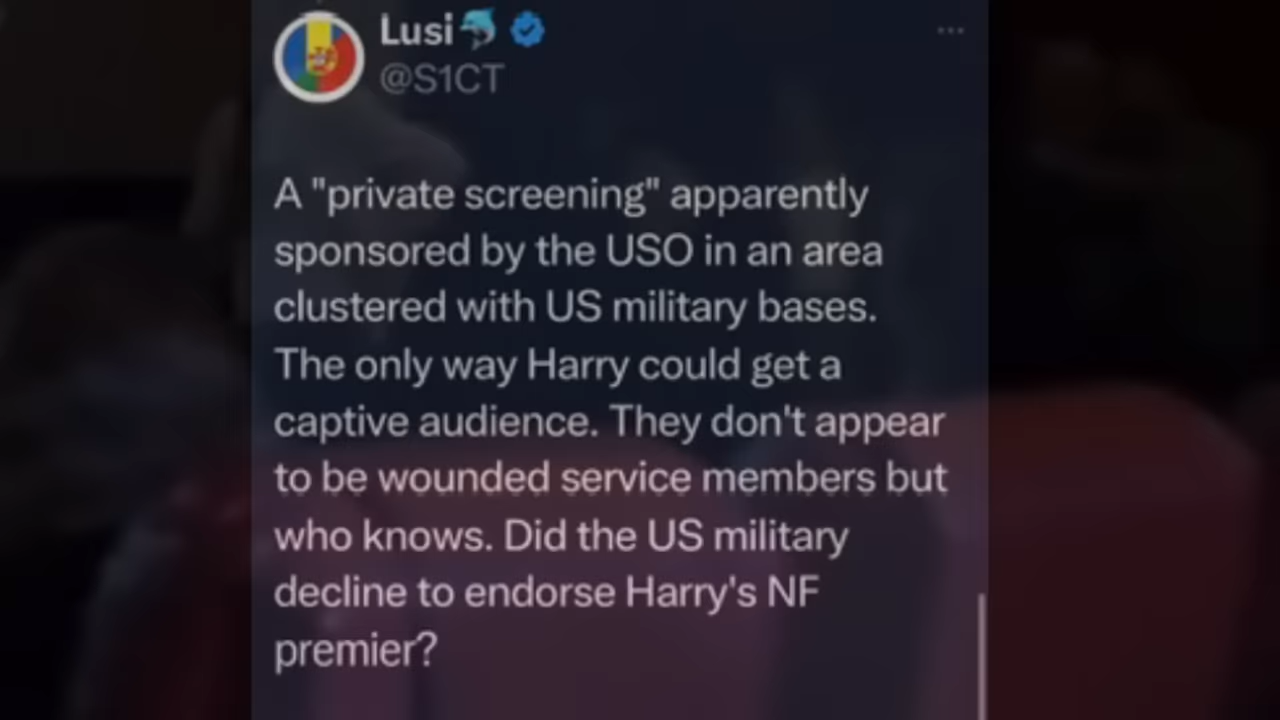 Lusi🐬
@S1CT
A "private screening" apparently
sponsored by the USO in an area
clustered with US military bases.
The only way Harry could get a
captive audience. They don't appear
to be wounded service members but
who knows. Did the US military
decline to endorse Harry's NF
premier?